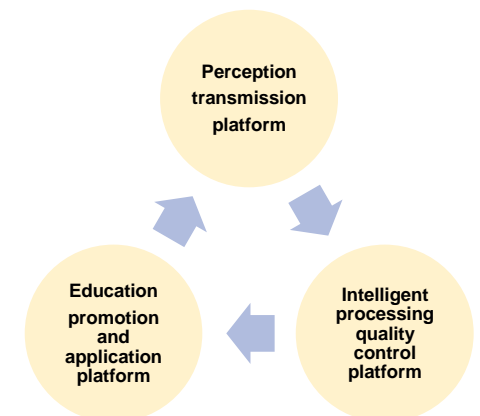 Perception
transmission
platform
Education
promotion
and
application
platform
Intelligent
processing
quality
control
platform